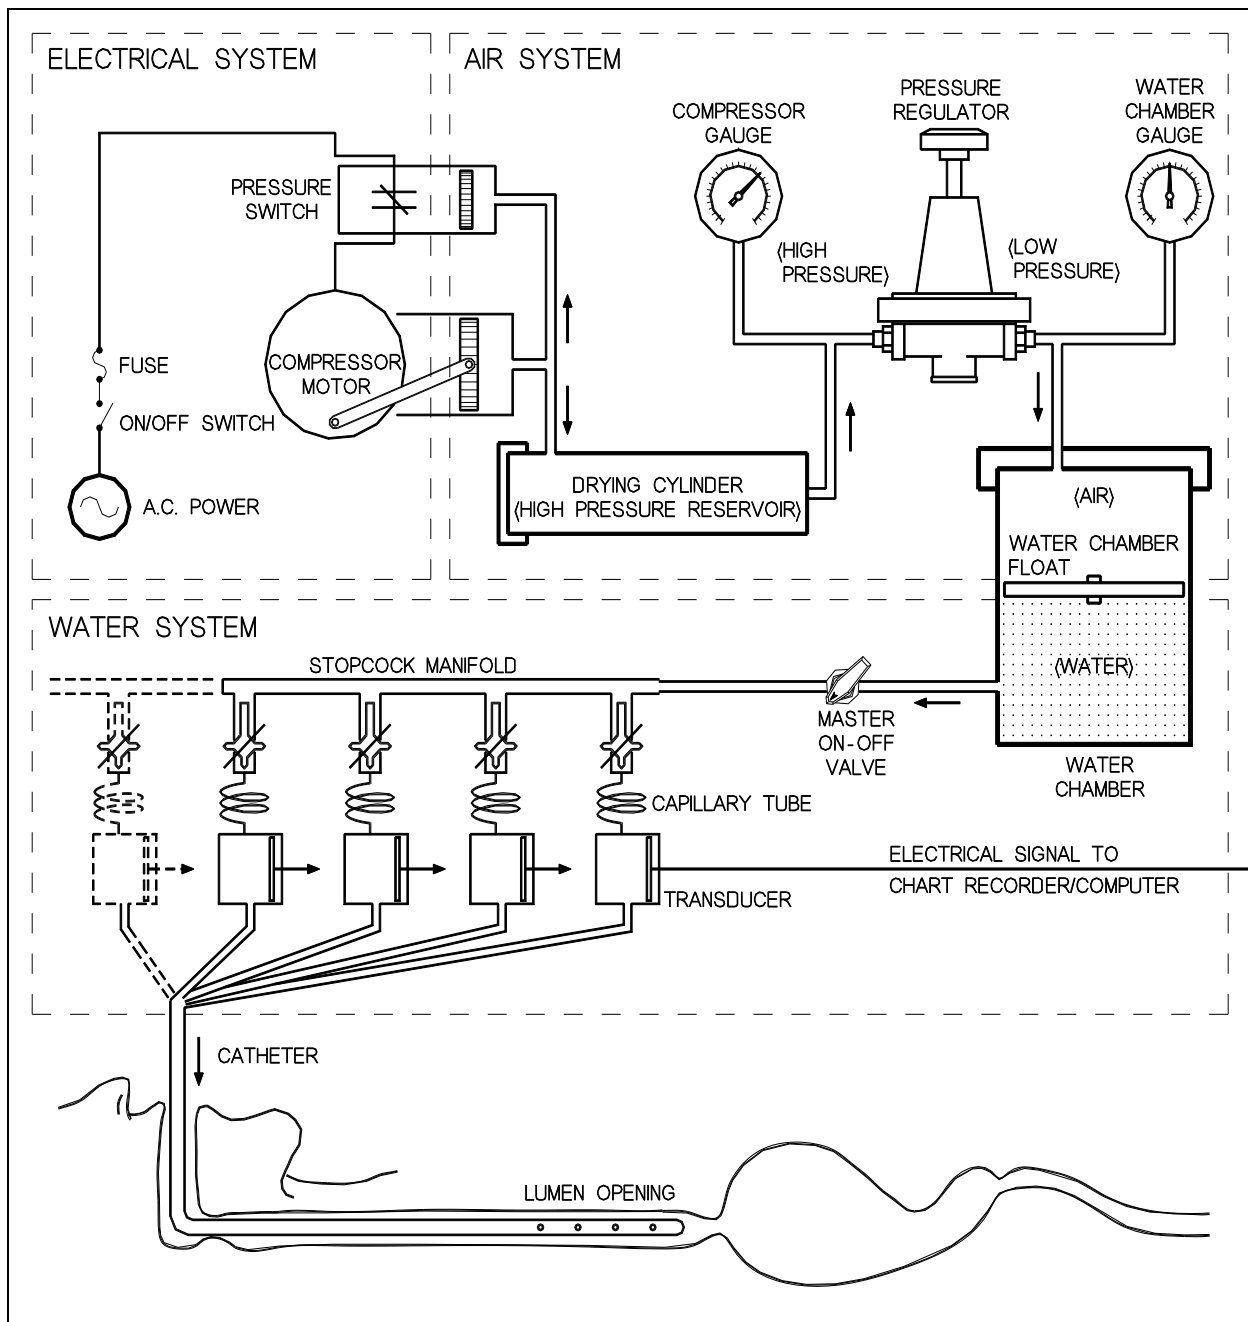 ELECTRICAL SYSTEM
AIR SYSTEM
COMPRESSOR
GAUGE
PRESSURE
REGULATOR
WATER
CHAMBER
GAUGE
PRESSURE
SWITCH
(HIGH
PRESSURE)
(LOW
PRESSURE)
COMPRESSOR
MOTOR
FUSE
ON/OFF SWITCH
A.C. POWER
DRYING CYLINDER
(HIGH PRESSURE RESERVOIR)
(AIR)
WATER CHAMBER
FLOAT
WATER SYSTEM
STOPCOCK MANIFOLD
(WATER)
MASTER
ON-OFF
VALVE
WATER
CHAMBER
CAPILLARY TUBE
ELECTRICAL SIGNAL TO
CHART RECORDER/COMPUTER
TRANSDUCER
CATHETER
LUMEN OPENING